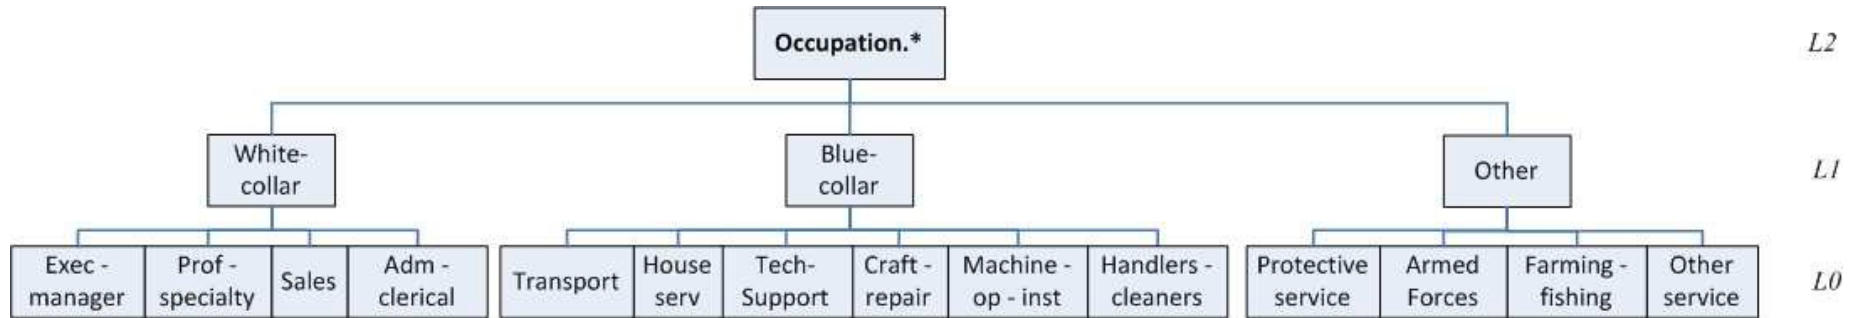 Occupation.*
L2
White-
collar
Blue-
collar
Other
L1
Exec -
manager
Prof -
specialty
Sales
Adm -
clerical
Transport
House
serv
Tech-
Support
Craft -
repair
Machine -
op - inst
Handlers -
cleaners
Protective
service
Armed
Forces
Farming -
fishing
Other
service
L0